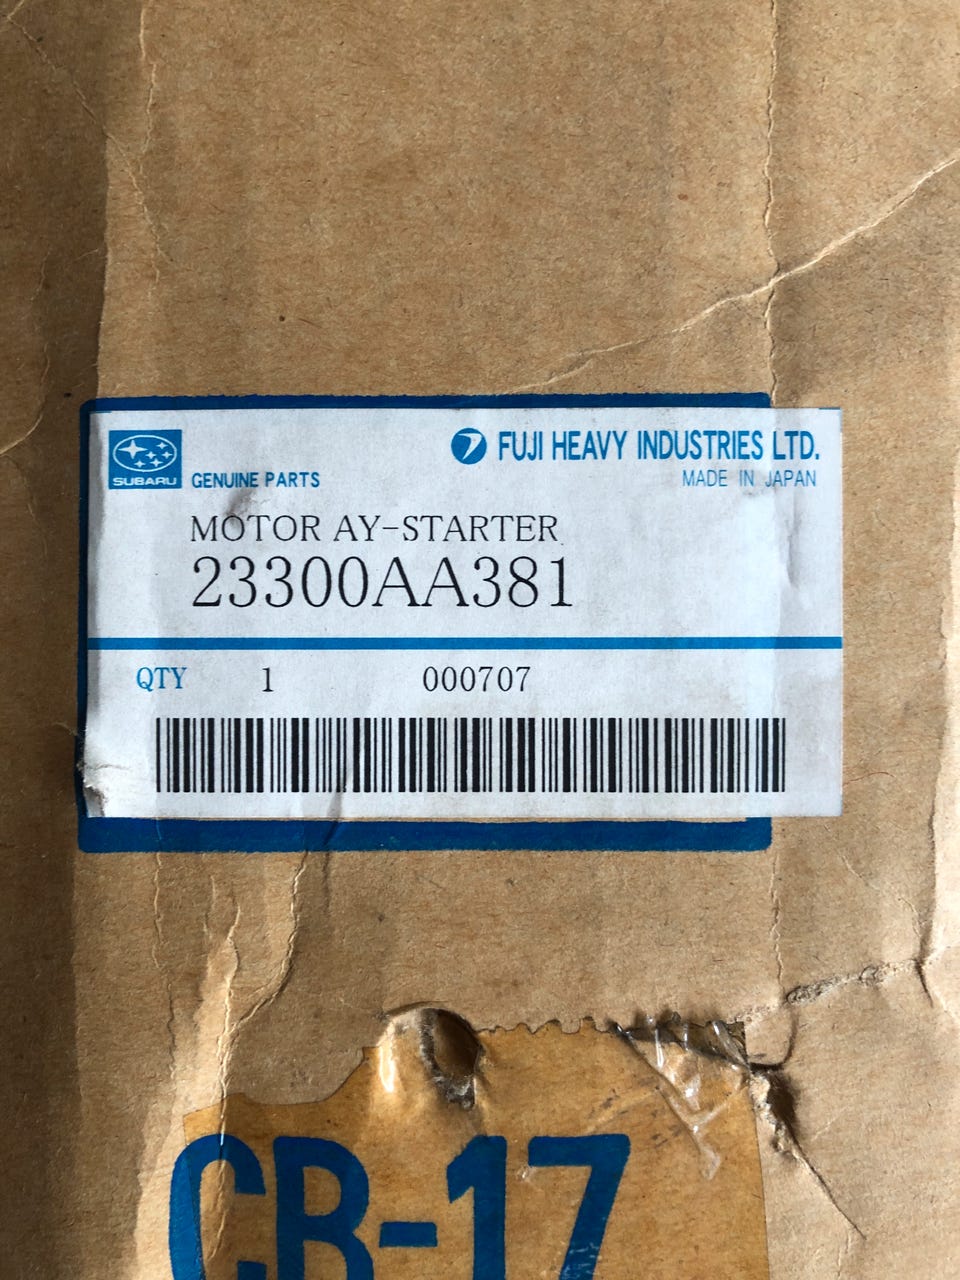 SUBARU
GENUINE PARTS
FUJI HEAVY INDUSTRIES LTD.
MADE IN JAPAN
MOTOR AY-STARTER
23300AA381
QTY 1 000707
CB-17